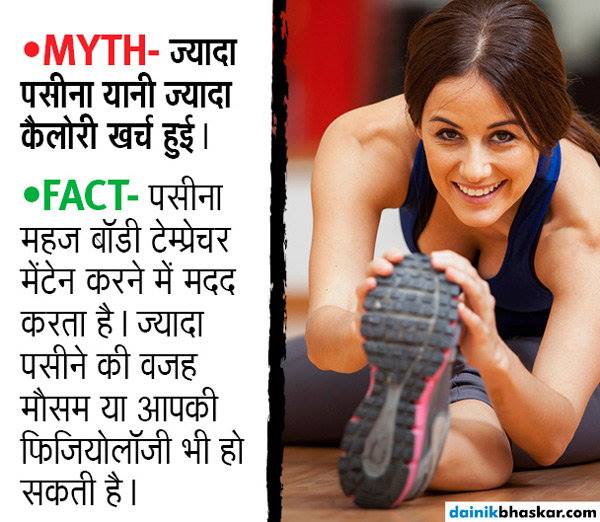 •MYTH- ज्यादा
पसीना यानी ज्यादा
कैलोरी खर्च हुई।
•FACT- पसीना
महज बॉडी टेम्प्रेचर
मेंटेन करने में मदद
करता है। ज्यादा
पसीने की वजह
मौसम या आपकी
फिजियोलॉजी भी हो
सकती है।
dainikbhaskar.com